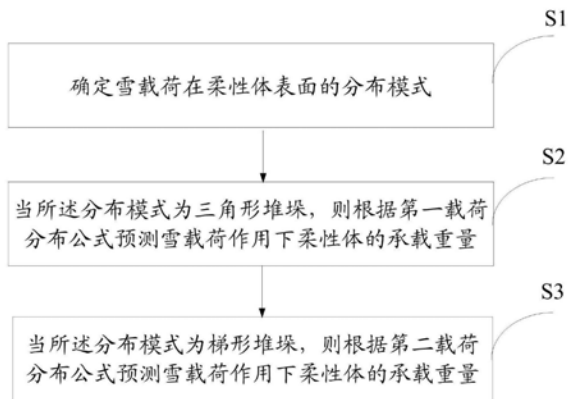 S1
确定雪载荷在柔性体表面的分布模式
S2
当所述分布模式为三角形堆垛，则根据第一载荷
分布公式预测雪载荷作用下柔性体的承载重量
S3
当所述分布模式为梯形堆垛，则根据第二载荷
分布公式预测雪载荷作用下柔性体的承载重量